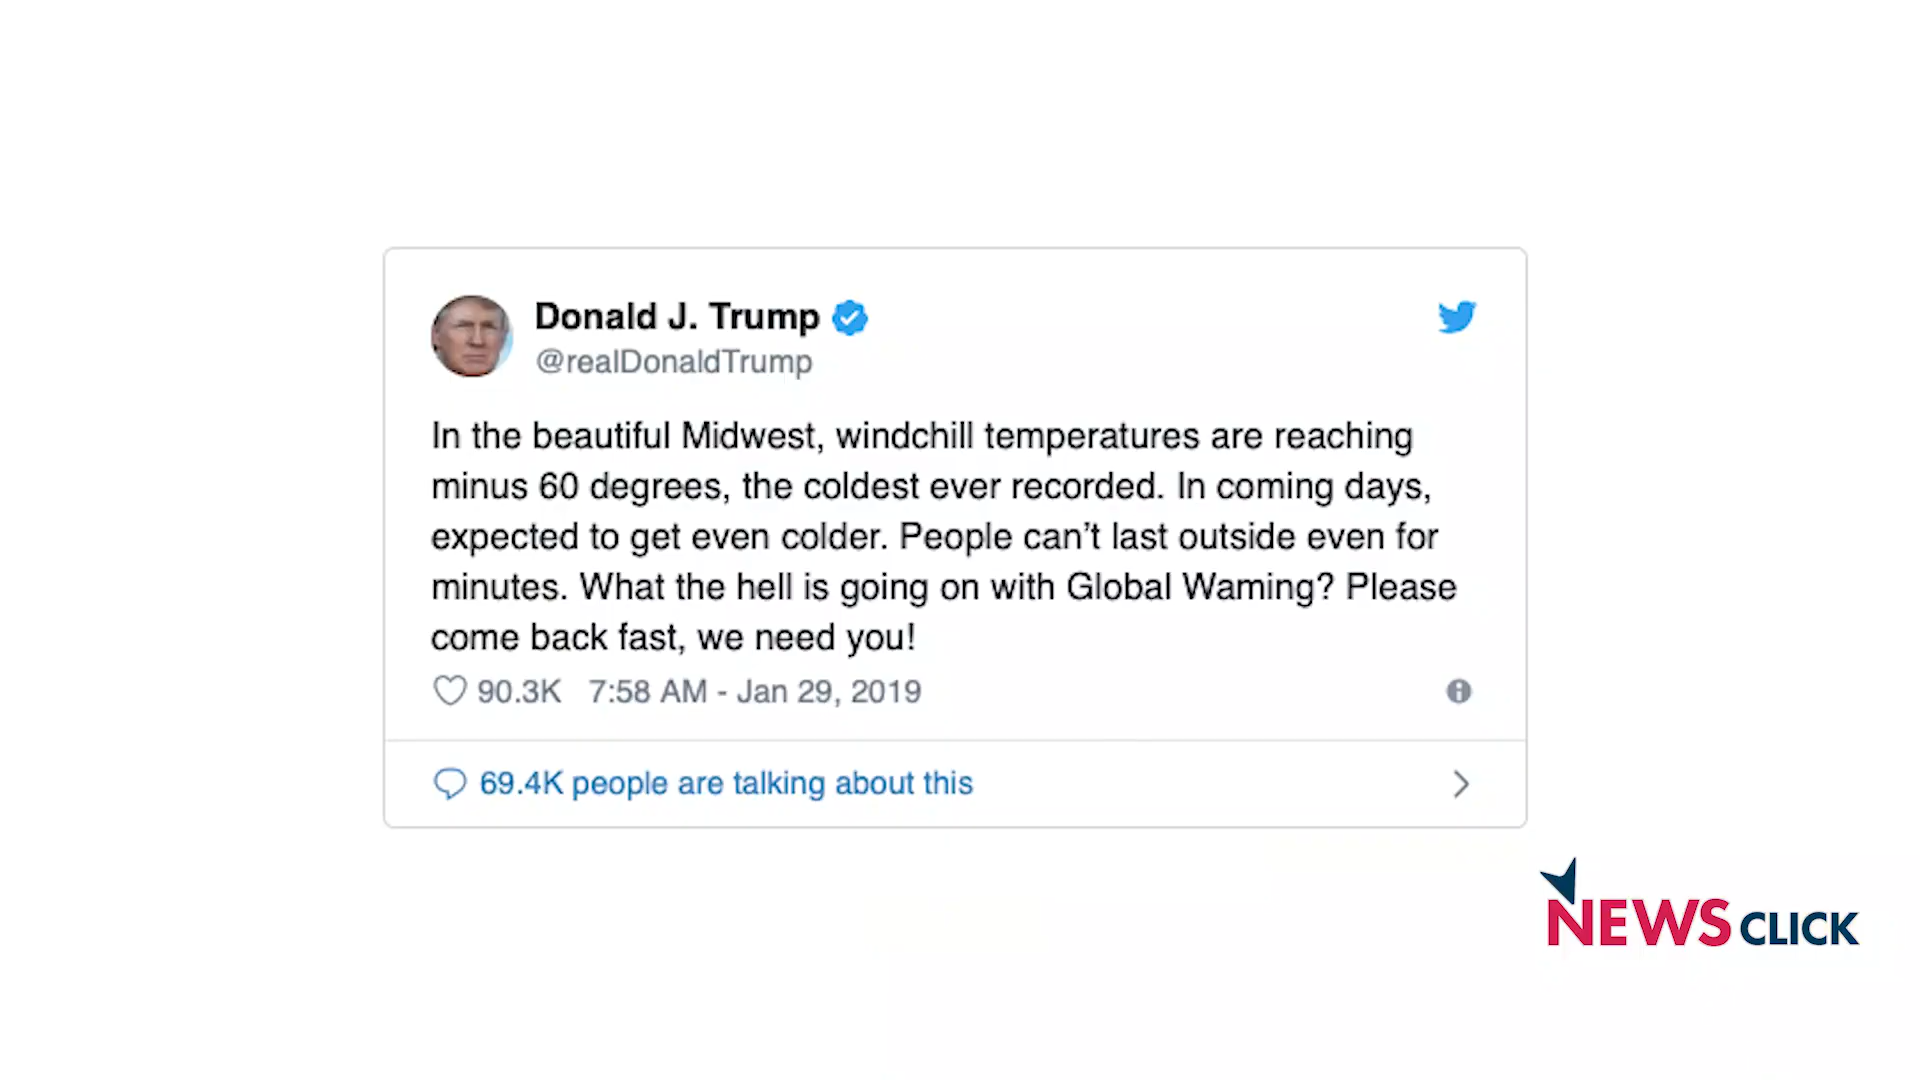 Donald J. Trump
@realDonaldTrump
In the beautiful Midwest, windchill temperatures are reaching
minus 60 degrees, the coldest ever recorded. In coming days,
expected to get even colder. People can’t last outside even for
minutes. What the hell is going on with Global Waming? Please
come back fast, we need you!
90.3K 7:58 AM - Jan 29, 2019
69.4K people are talking about this
NEWS CLICK